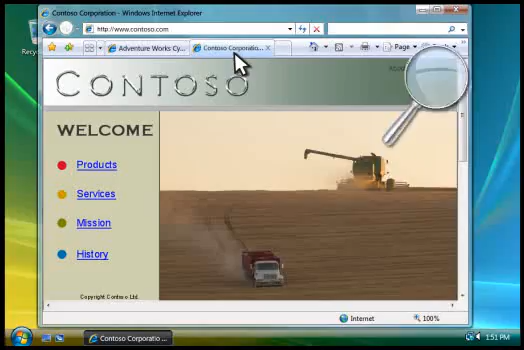 Contoso Corporation - Windows Internet Explorer
http://www.contoso.com
Adventure Works Cy...
Contoso Corporatio...
Page
CONTOSO
WELCOME
Products
Services
Mission
History
Copyright Contoso Ltd.
Internet
100%
Contoso Corporatio ...
1:51 PM